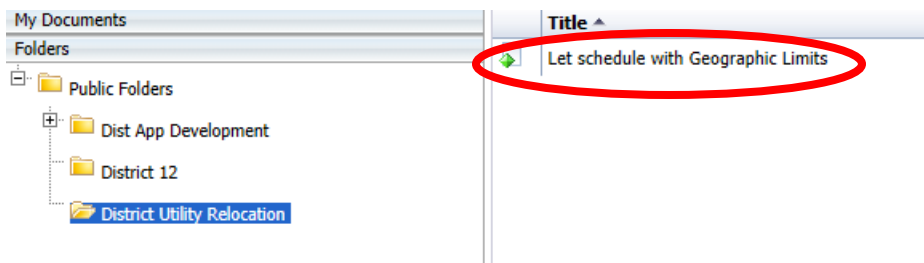 My Documents
Folders
Public Folders
Dist App Development
District 12
District Utility Relocation
Title
Let schedule with Geographic Limits